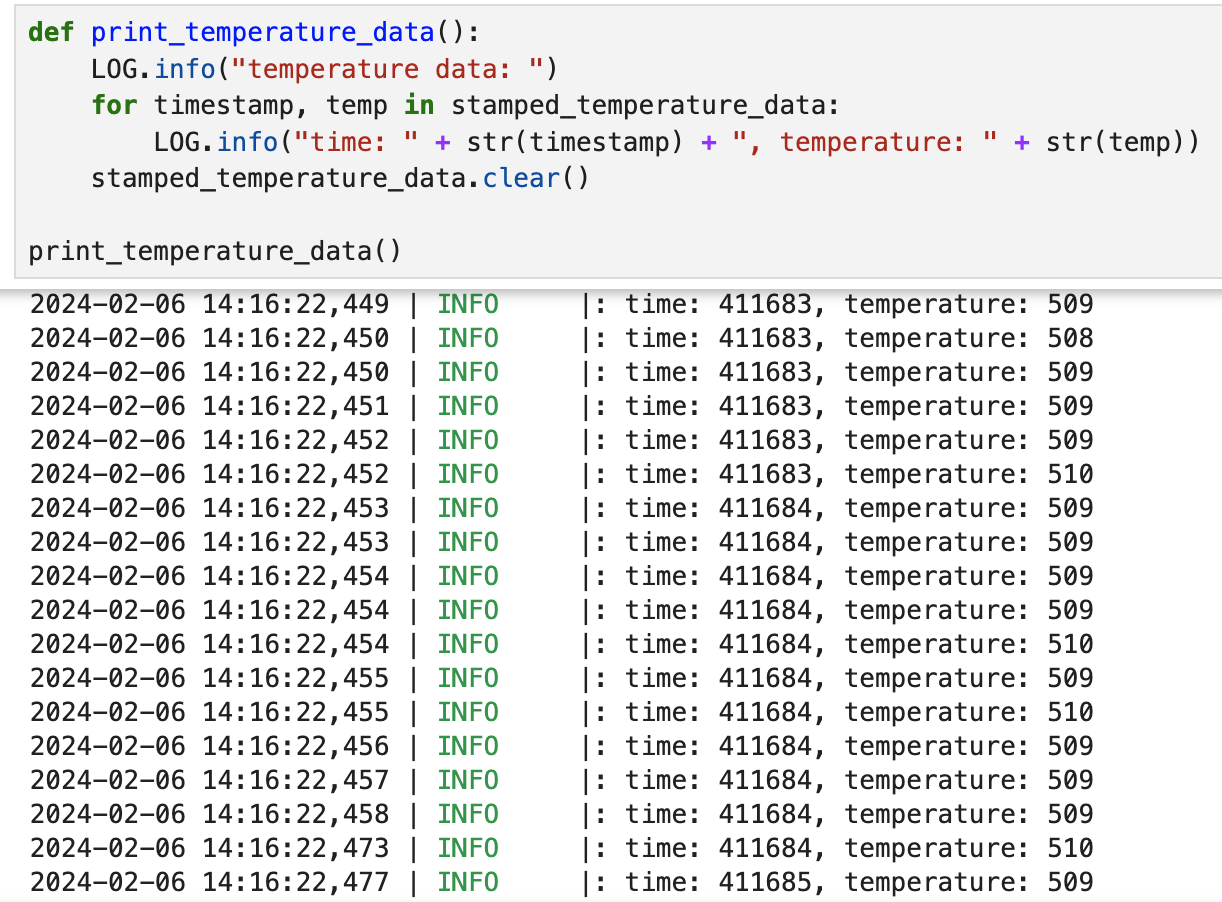 def print_temperature_data():
    LOG.info("temperature data: ")
    for timestamp, temp in stamped_temperature_data:
        LOG.info("time: " + str(timestamp) + ", temperature: " + str(temp))
    stamped_temperature_data.clear()

print_temperature_data()
2024-02-06 14:16:22,449 | INFO     |: time: 411683, temperature: 509
2024-02-06 14:16:22,450 | INFO     |: time: 411683, temperature: 508
2024-02-06 14:16:22,450 | INFO     |: time: 411683, temperature: 509
2024-02-06 14:16:22,451 | INFO     |: time: 411683, temperature: 509
2024-02-06 14:16:22,452 | INFO     |: time: 411683, temperature: 509
2024-02-06 14:16:22,452 | INFO     |: time: 411683, temperature: 510
2024-02-06 14:16:22,453 | INFO     |: time: 411684, temperature: 509
2024-02-06 14:16:22,453 | INFO     |: time: 411684, temperature: 509
2024-02-06 14:16:22,454 | INFO     |: time: 411684, temperature: 509
2024-02-06 14:16:22,454 | INFO     |: time: 411684, temperature: 509
2024-02-06 14:16:22,454 | INFO     |: time: 411684, temperature: 510
2024-02-06 14:16:22,455 | INFO     |: time: 411684, temperature: 509
2024-02-06 14:16:22,455 | INFO     |: time: 411684, temperature: 510
2024-02-06 14:16:22,456 | INFO     |: time: 411684, temperature: 509
2024-02-06 14:16:22,457 | INFO     |: time: 411684, temperature: 509
2024-02-06 14:16:22,458 | INFO     |: time: 411684, temperature: 509
2024-02-06 14:16:22,473 | INFO     |: time: 411684, temperature: 510
2024-02-06 14:16:22,477 | INFO     |: time: 411685, temperature: 509